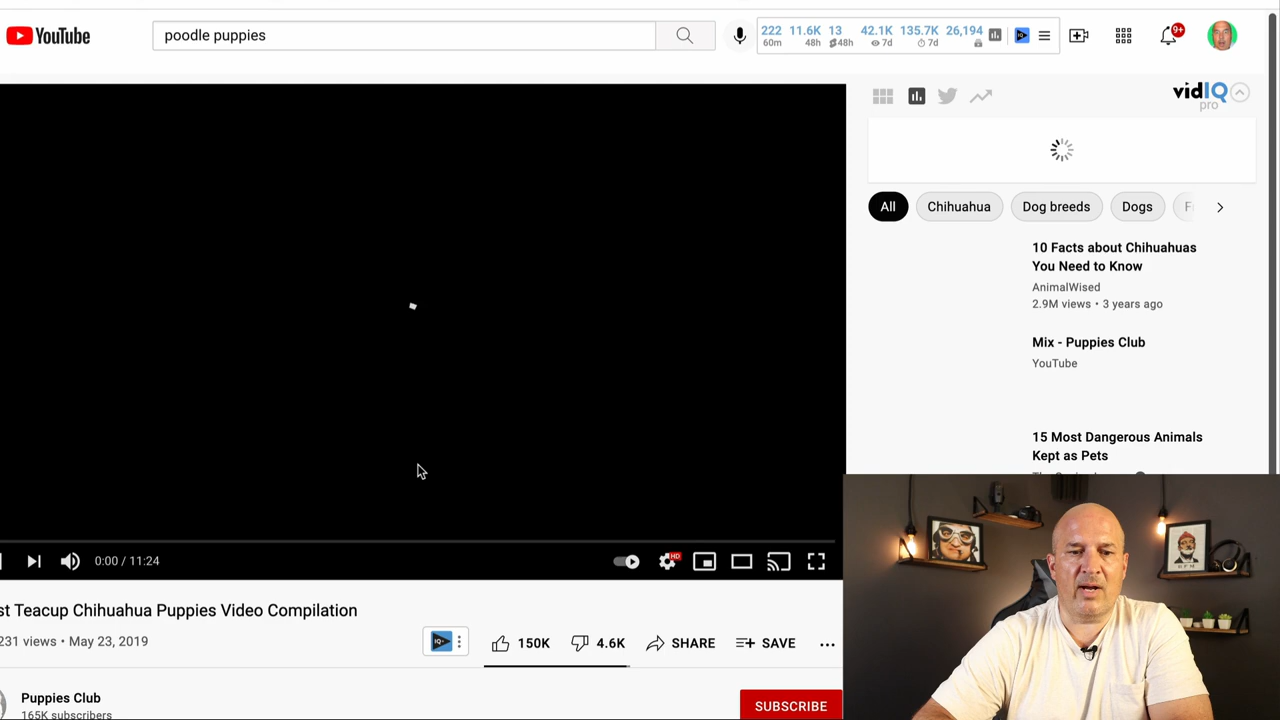 YouTube
poodle puppies
222 11.6K 13 42.1K 135.7K 26,194
60m 48h 48h 7d 7d
9+
vidIQ
pro
All Chihuahua Dog breeds Dogs
10 Facts about Chihuahuas
You Need to Know
AnimalWised
2.9M views • 3 years ago
Mix - Puppies Club
YouTube
15 Most Dangerous Animals
Kept as Pets
0:00 / 11:24
HD
st Teacup Chihuahua Puppies Video Compilation
231 views • May 23, 2019
IQ 150K 4.6K SHARE SAVE
Puppies Club
165K subscribers
SUBSCRIBE